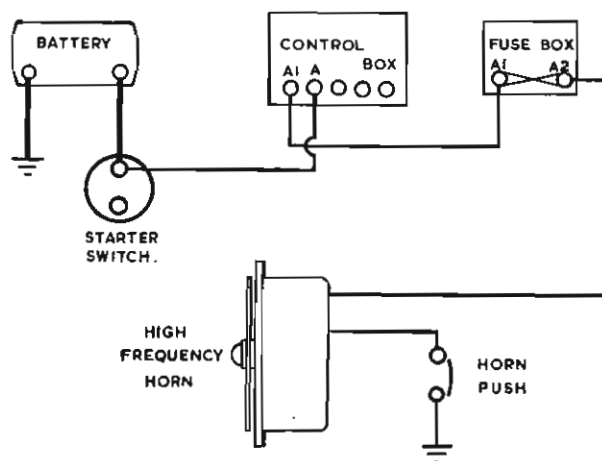 BATTERY
CONTROL
BOX
A1 A
FUSE BOX
A1 A2
STARTER
SWITCH.
HIGH
FREQUENCY
HORN
HORN
PUSH